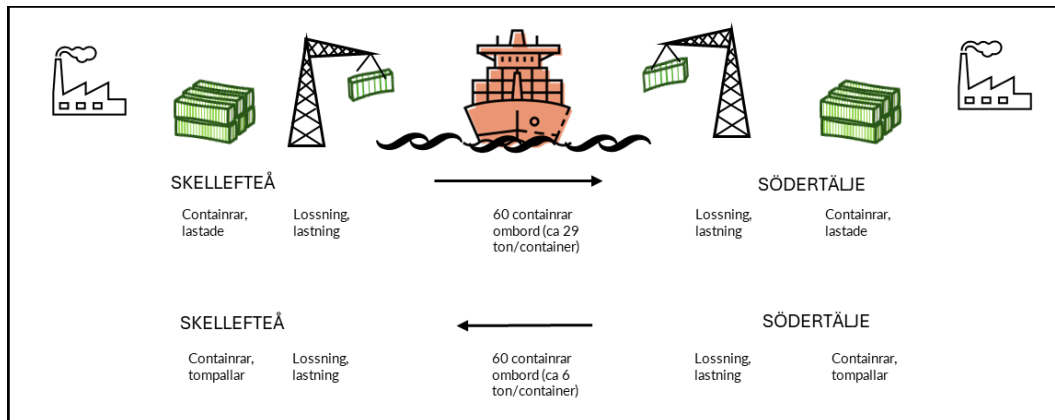 SKELLEFTEÅ
SÖDERTÄLJE
Containrar,
lastade
Lossning,
lastning
60 containrar
ombord (ca 29
ton/container)
Lossning,
lastning
Containrar,
lastade
SKELLEFTEÅ
SÖDERTÄLJE
Containrar,
tompallar
Lossning,
lastning
60 containrar
ombord (ca 6
ton/container)
Lossning,
lastning
Containrar,
tompallar